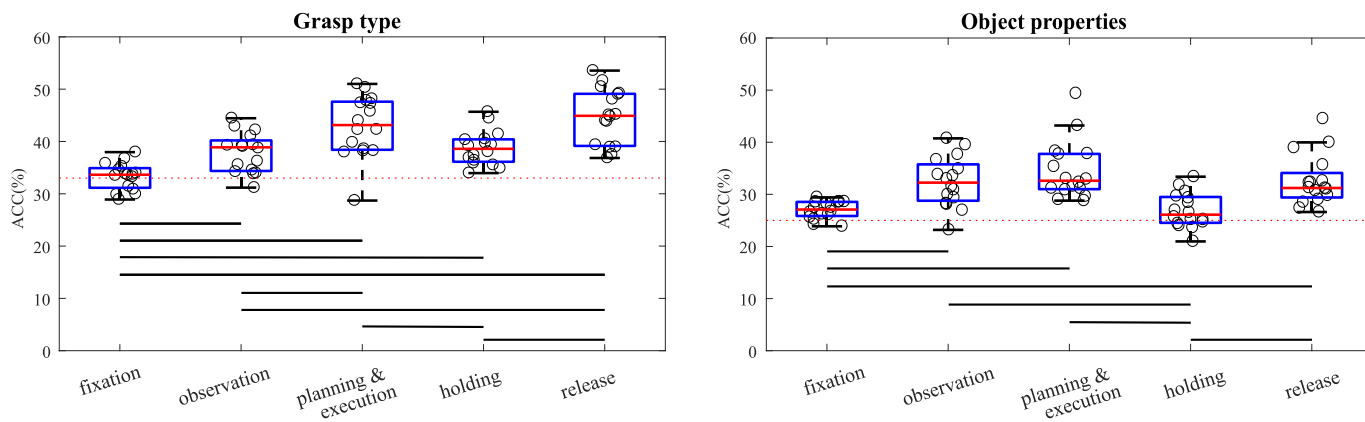 Grasp type
60
50
40
30
20
10
0
ACC(%)
fixation
observation
planning &
execution
holding
release
Object properties
60
50
40
30
20
10
0
ACC(%)
fixation
observation
planning &
execution
holding
release